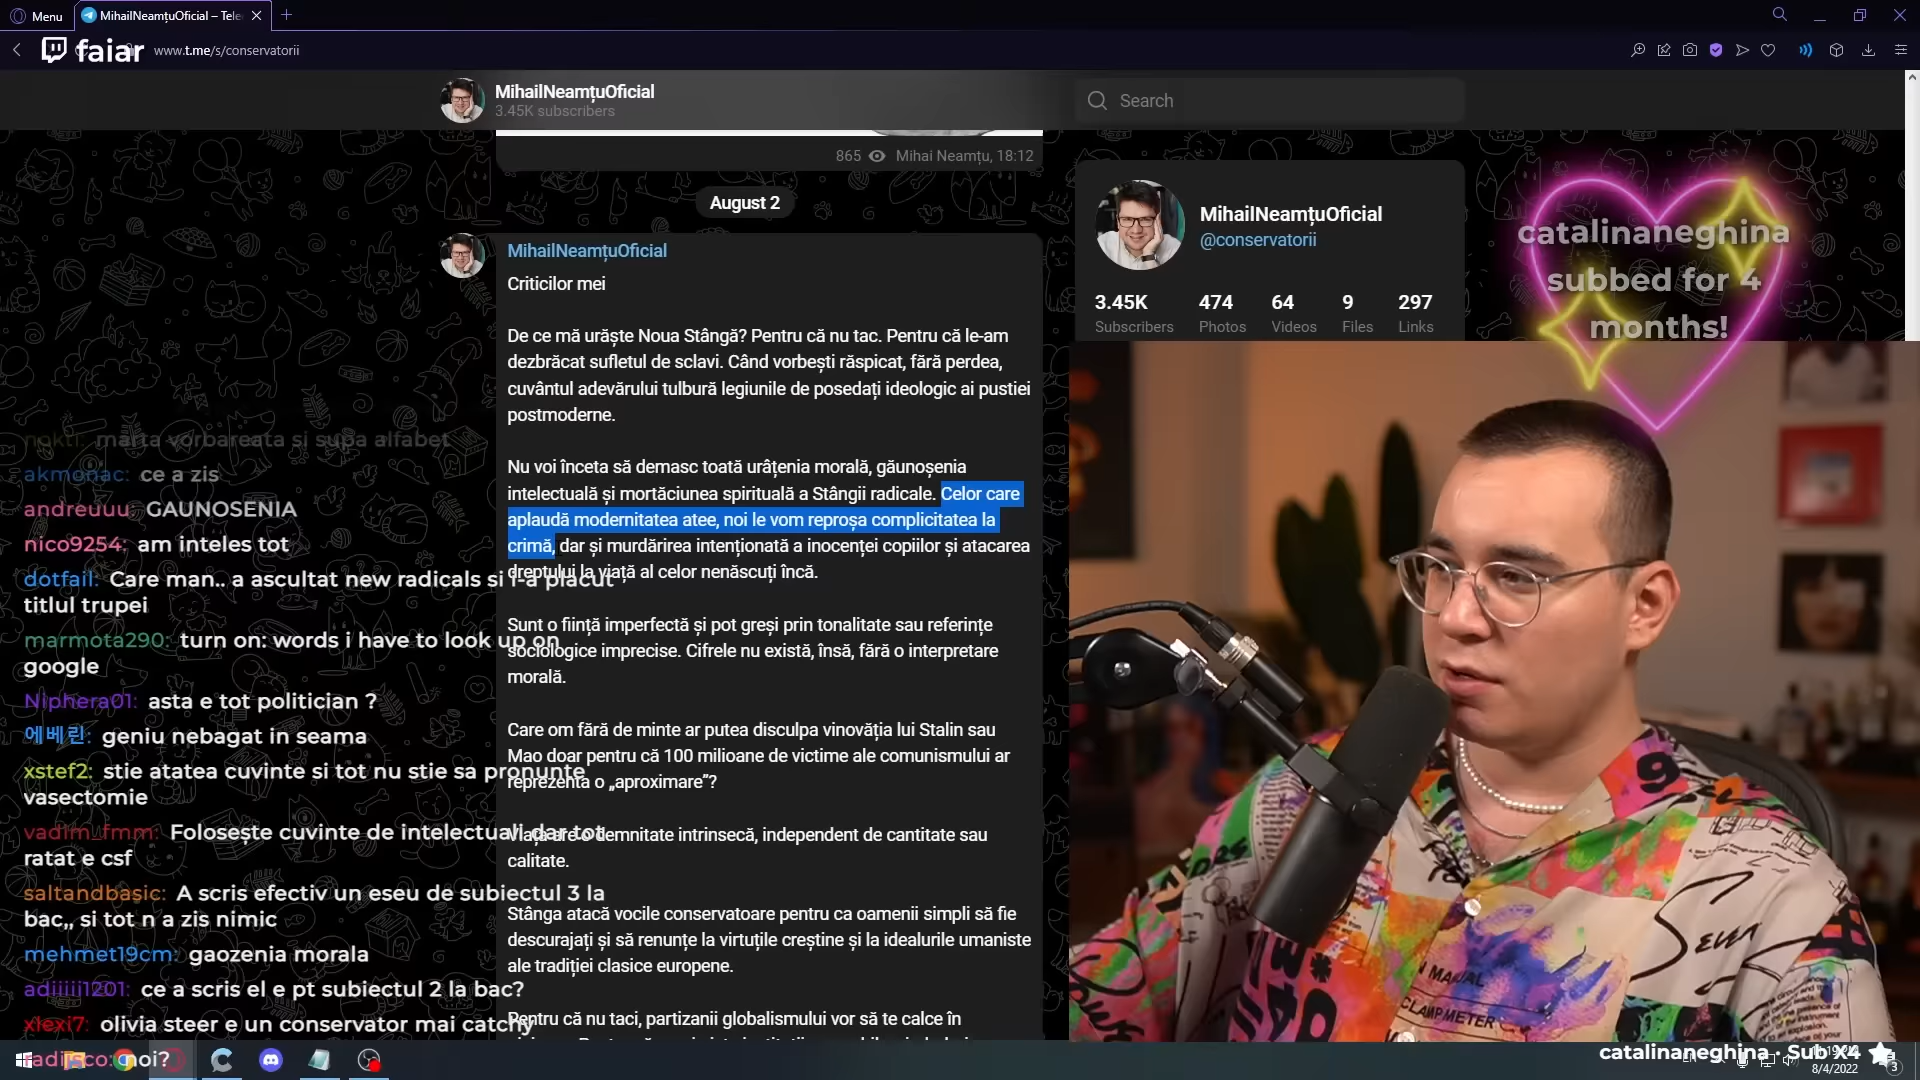 Menu
MihailNeamțuOficial – Tele
faiar
www.t.me/s/conservatorii
MihailNeamțuOficial
3.45K subscribers
Search
865
Mihai Neamțu, 18:12
August 2
MihailNeamțuOficial
Criticilor mei
De ce mă urăște Noua Stângă? Pentru că nu tac. Pentru că le-am
dezbrăcat sufletul de sclavi. Când vorbești răspicat, fără perdea,
cuvântul adevărului tulbură legiunile de posedați ideologic ai pustiei
postmoderne.
Nu voi înceta să demasc toată urâțenia morală, găunoșenia
intelectuală și mortăciunea spirituală a Stângii radicale. Celor care
aplaudă modernitatea atee, noi le vom reproșa complicitatea la
crimă, dar și murdărirea intenționată a inocenței copiilor și atacarea
dreptului la viață al celor nenăscuți încă.
Sunt o ființă imperfectă și pot greși prin tonalitate sau referințe
sociologice imprecise. Cifrele nu există, însă, fără o interpretare
morală.
Care om fără de minte ar putea disculpa vinovăția lui Stalin sau
Mao doar pentru că 100 milioane de victime ale comunismului ar
reprezenta o „aproximare”?
Viața are o demnitate intrinsecă, independent de cantitate sau
calitate.
Stânga atacă vocile conservatoare pentru ca oamenii simpli să fie
descurajați și să renunțe la virtuțile creștine și la idealurile umaniste
ale tradiției clasice europene.
Pentru că nu taci, partizanii globalismului vor să te calce în
MihailNeamțuOficial
@conservatorii
3.45K 474 64 9 297
Subscribers Photos Videos Files Links
catalinaneghina
subbed for 4
months!
nokti: marta vorbareata si supa alfabet
akmonac: ce a zis
andreuuu: GAUNOSENIA
nico9254: am inteles tot
dotfail: Care man.. a ascultat new radicals si i-a placut
titlul trupei
marmota290: turn on: words i have to look up on
google
Niphera01: asta e tot politician ?
에베린: geniu nebagat in seama
xstef2: stie atatea cuvinte si tot nu stie sa pronunte
vasectomie
vadim_fmm: Folosește cuvinte de intelectuali dar tot
ratat e csf
saltandbasic: A scris efectiv un eseu de subiectul 3 la
bac,, si tot n a zis nimic
mehmet19cm: gaozenia morala
adiiiii1201: ce a scris el e pt subiectul 2 la bac?
xlexi7: olivia steer e un conservator mai catchy
noi?
catalinaneghina · Sub X4
8/4/2022
3
MANUAL
CLAMPMETER